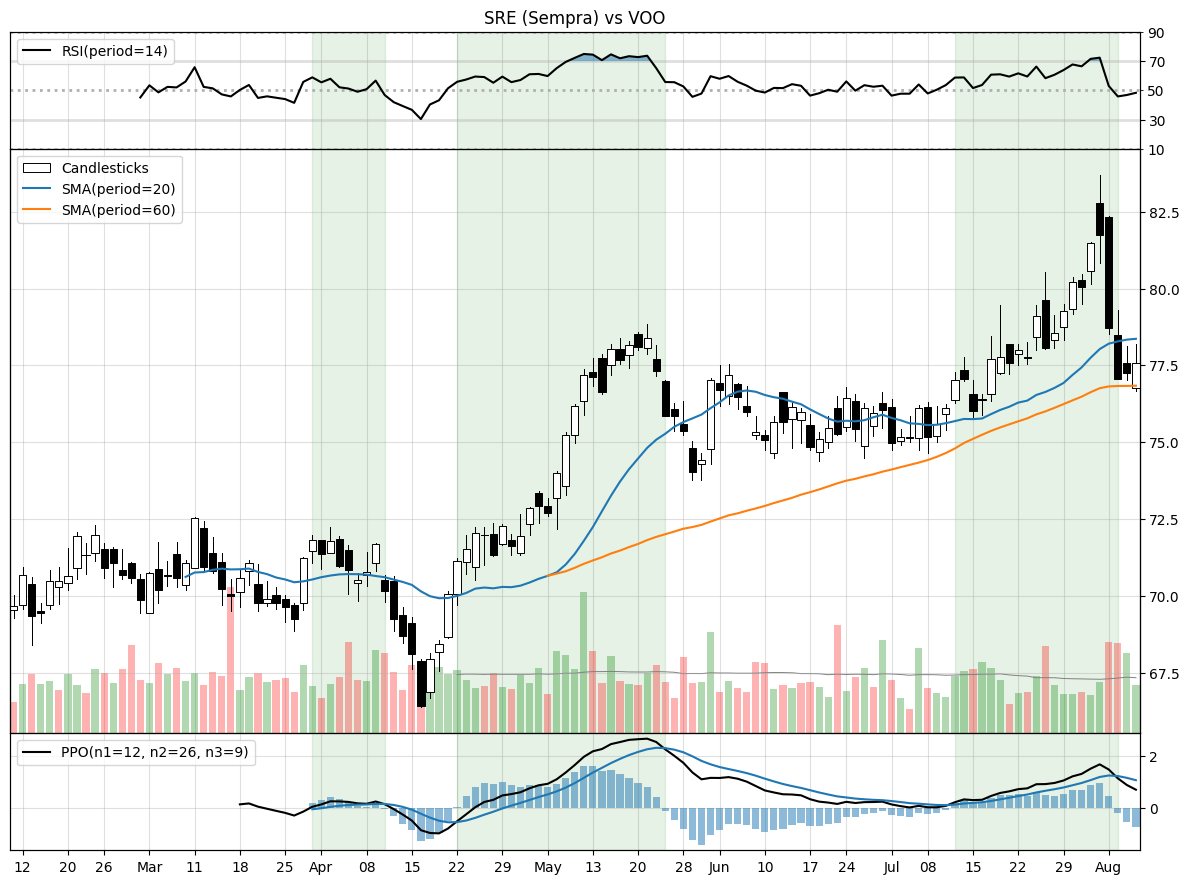 SRE (Sempra) vs VOO
RSI(period=14)
90
70
50
30
10
Candlesticks
SMA(period=20)
SMA(period=60)
82.5
80.0
77.5
75.0
72.5
70.0
67.5
PPO(n1=12, n2=26, n3=9)
2
0
12 20 26 Mar 11 18 25 Apr 08 15 22 29 May 13 20 28 Jun 10 17 24 Jul 08 15 22 29 Aug